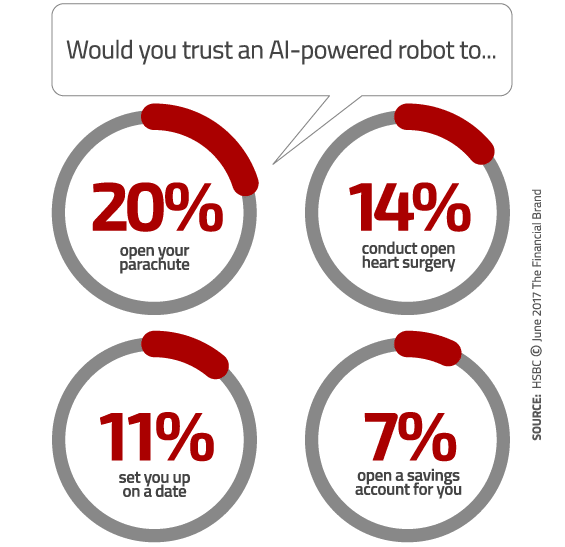 Would you trust an AI-powered robot to...
20%
open your
parachute
14%
conduct open
heart surgery
11%
set you up
on a date
7%
open a savings
account for you
SOURCE: HSBC © June 2017 The Financial Brand